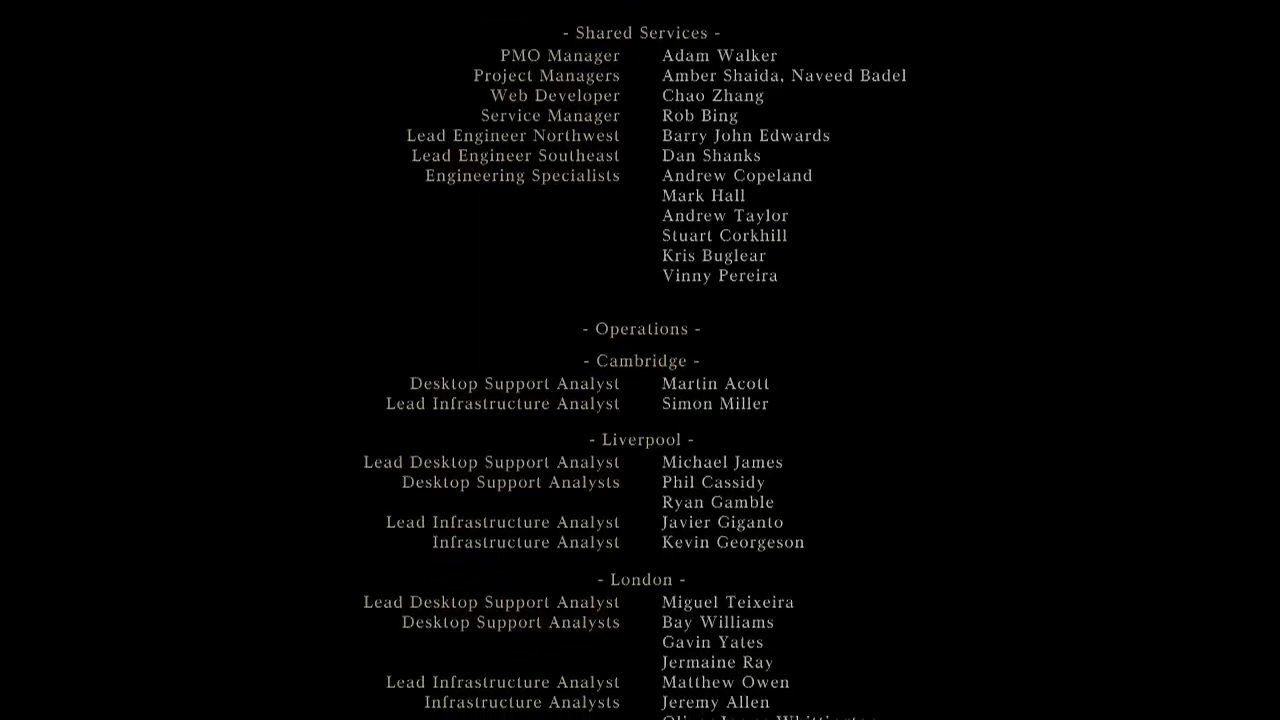 - Shared Services -
PMO Manager Adam Walker
Project Managers Amber Shaida, Naveed Badel
Web Developer Chao Zhang
Service Manager Rob Bing
Lead Engineer Northwest Barry John Edwards
Lead Engineer Southeast Dan Shanks
Engineering Specialists Andrew Copeland
Mark Hall
Andrew Taylor
Stuart Corkhill
Kris Buglear
Vinny Pereira
- Operations -
- Cambridge -
Desktop Support Analyst Martin Acott
Lead Infrastructure Analyst Simon Miller
- Liverpool -
Lead Desktop Support Analyst Michael James
Desktop Support Analysts Phil Cassidy
Ryan Gamble
Lead Infrastructure Analyst Javier Giganto
Infrastructure Analyst Kevin Georgeson
- London -
Lead Desktop Support Analyst Miguel Teixeira
Desktop Support Analysts Bay Williams
Gavin Yates
Jermaine Ray
Lead Infrastructure Analyst Matthew Owen
Infrastructure Analysts Jeremy Allen